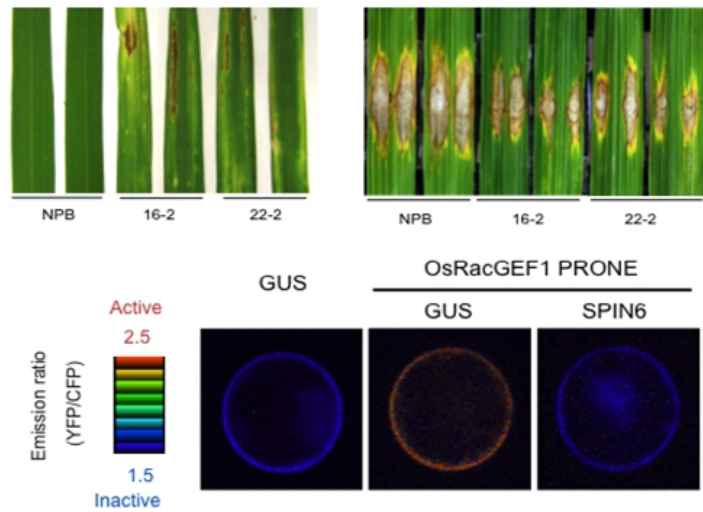 NPB 16-2 22-2
NPB 16-2 22-2
OsRacGEF1 PRONE
GUS
GUS SPIN6
Active
2.5
Emission ratio
(YFP/CFP)
1.5
Inactive